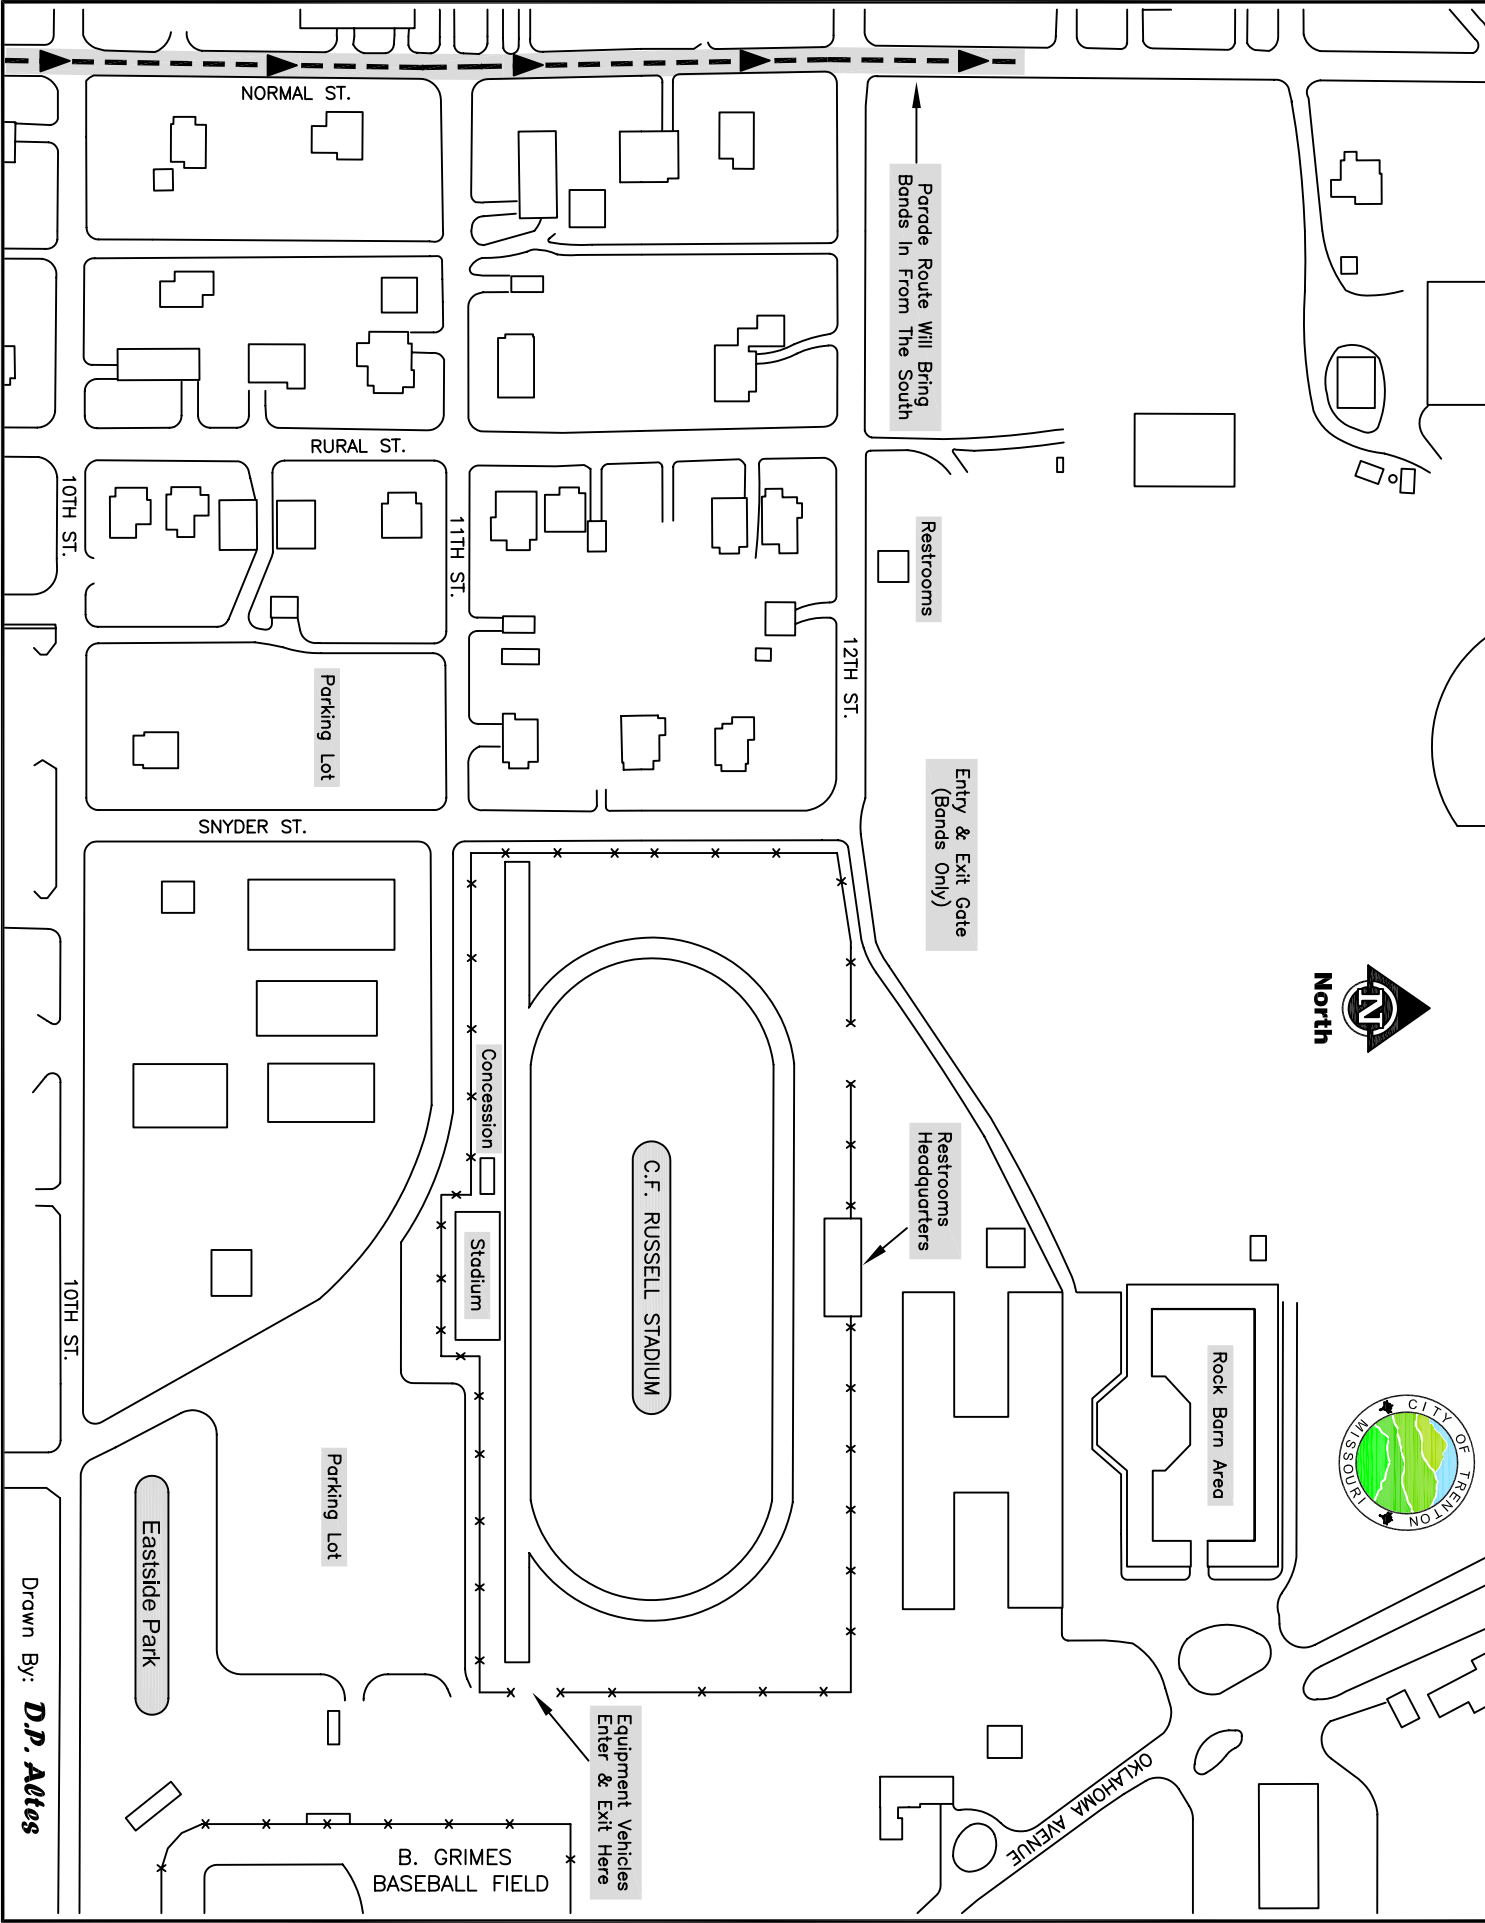 NORMAL ST.
Parade Route Will Bring
Bands In From The South
RURAL ST.
10TH ST.
11TH ST.
Restrooms
12TH ST.
Parking Lot
SNYDER ST.
Entry & Exit Gate
(Bands Only)
N
North
Concession
Restrooms
Headquarters
C.F. RUSSELL STADIUM
Stadium
10TH ST.
Rock Barn Area
CITY OF TRENTON
MISSOURI
Parking Lot
Eastside Park
Drawn By: D.P. Altes
Equipment Vehicles
Enter & Exit Here
OKLAHOMA AVENUE
B. GRIMES
BASEBALL FIELD